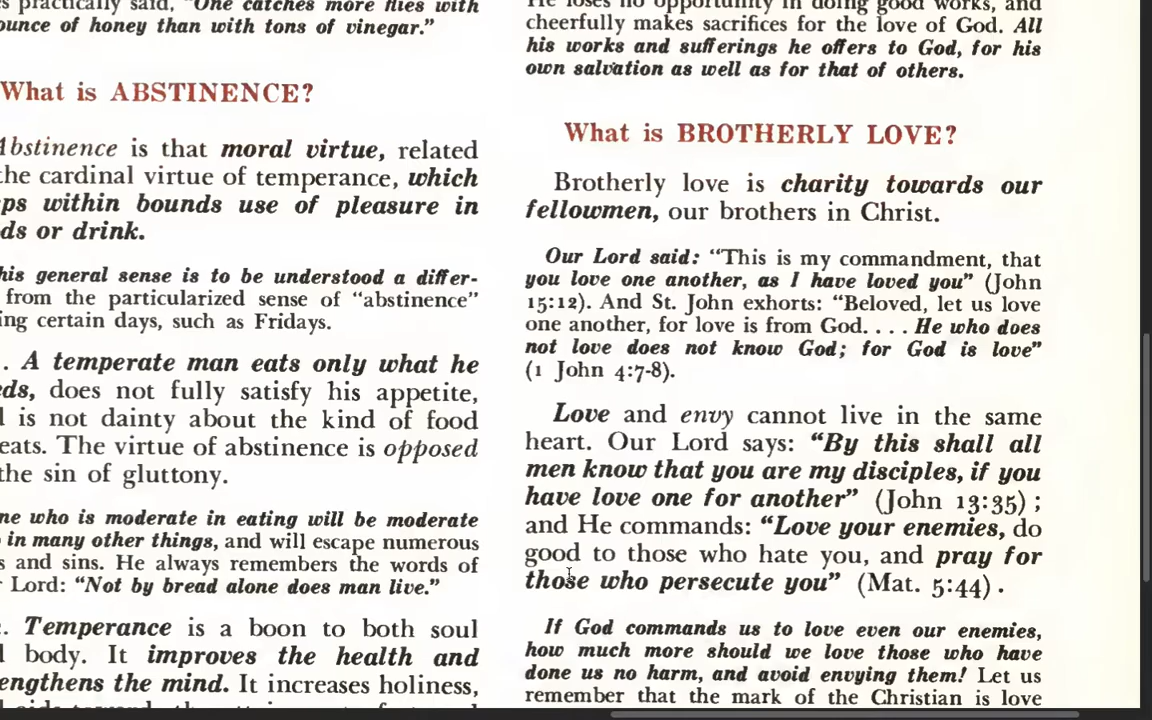 s practically said, "One catches more flies with
ounce of honey than with tons of vinegar."
What is ABSTINENCE?
Abstinence is that moral virtue, related
the cardinal virtue of temperance, which
ps within bounds use of pleasure in
ds or drink.
his general sense is to be understood a differ-
from the particularized sense of "abstinence"
ing certain days, such as Fridays.
. A temperate man eats only what he
eds, does not fully satisfy his appetite,
l is not dainty about the kind of food
eats. The virtue of abstinence is opposed
the sin of gluttony.
ne who is moderate in eating will be moderate
in many other things, and will escape numerous
s and sins. He always remembers the words of
r Lord: "Not by bread alone does man live."
. Temperance is a boon to both soul
l body. It improves the health and
engthens the mind. It increases holiness,
He loses no opportunity in doing good works, and
cheerfully makes sacrifices for the love of God. All
his works and sufferings he offers to God, for his
own salvation as well as for that of others.
What is BROTHERLY LOVE?
Brotherly love is charity towards our
fellowmen, our brothers in Christ.
Our Lord said: "This is my commandment, that
you love one another, as I have loved you" (John
15:12). And St. John exhorts: "Beloved, let us love
one another, for love is from God. . . . He who does
not love does not know God; for God is love"
(1 John 4:7-8).
Love and envy cannot live in the same
heart. Our Lord says: "By this shall all
men know that you are my disciples, if you
have love one for another" (John 13:35) ;
and He commands: "Love your enemies, do
good to those who hate you, and pray for
those who persecute you" (Mat. 5:44) .
If God commands us to love even our enemies,
how much more should we love those who have
done us no harm, and avoid envying them! Let us
remember that the mark of the Christian is love